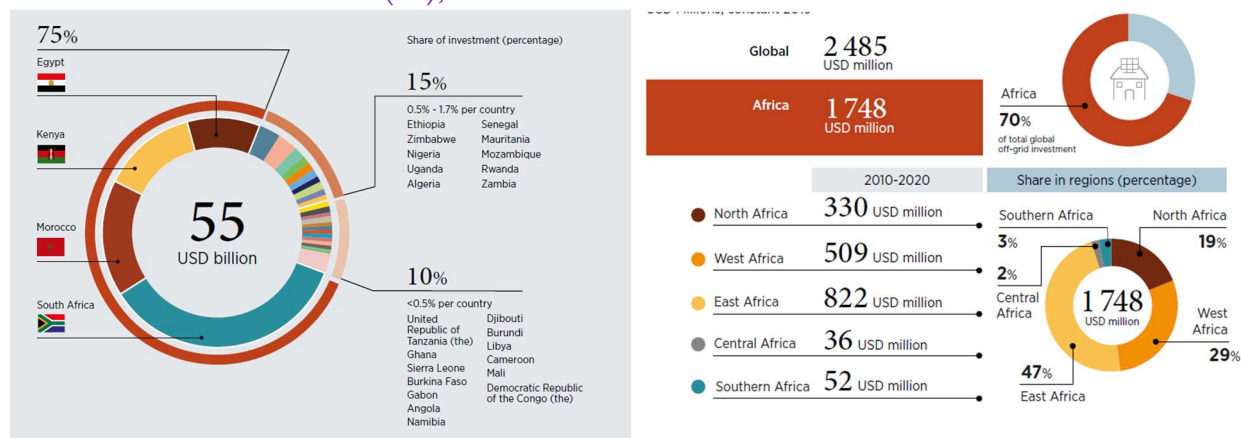 75%
Egypt
Kenya
Morocco
South Africa
55
USD billion
Share of investment (percentage)
15%
0.5% - 1.7% per country
Ethiopia
Zimbabwe
Nigeria
Uganda
Algeria
Senegal
Mauritania
Mozambique
Rwanda
Zambia
10%
<0.5% per country
United
Republic of
Tanzania (the)
Ghana
Sierra Leone
Burkina Faso
Gabon
Angola
Namibia
Djibouti
Burundi
Libya
Cameroon
Mali
Democratic Republic
of the Congo (the)
Global
2 485
USD million
Africa
1 748
USD million
Africa
70%
of total global
off-grid investment
2010-2020
North Africa 330 USD million
West Africa 509 USD million
East Africa 822 USD million
Central Africa 36 USD million
Southern Africa 52 USD million
Share in regions (percentage)
Southern Africa
3%
2%
Central
Africa
North Africa
19%
1 748
USD million
West
Africa
29%
47%
East Africa